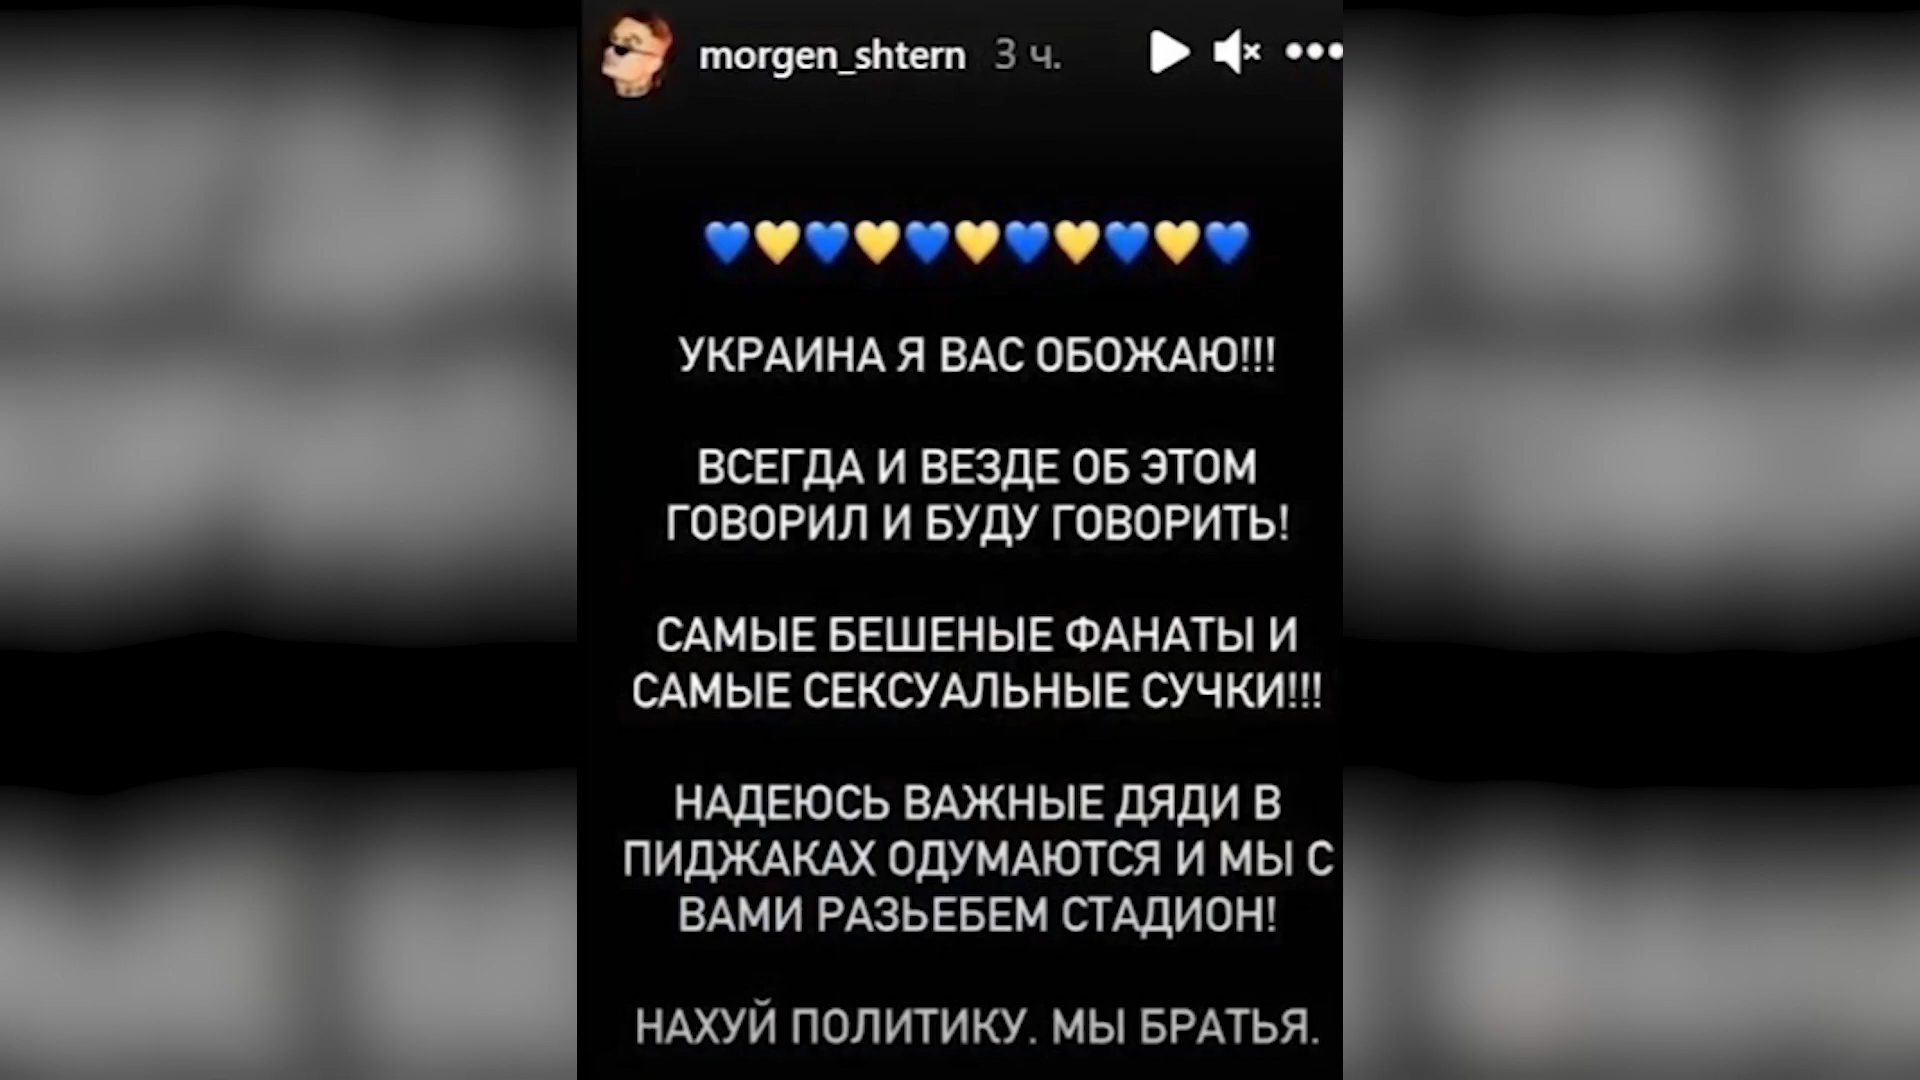 morgen_shtern 3 ч.
💙💛💙💛💙💛💙💛💙💛💙
УКРАИНА Я ВАС ОБОЖАЮ!!!
ВСЕГДА И ВЕЗДЕ ОБ ЭТОМ
ГОВОРИЛ И БУДУ ГОВОРИТЬ!
САМЫЕ БЕШЕНЫЕ ФАНАТЫ И
САМЫЕ СЕКСУАЛЬНЫЕ СУЧКИ!!!
НАДЕЮСЬ ВАЖНЫЕ ДЯДИ В
ПИДЖАКАХ ОДУМАЮТСЯ И МЫ С
ВАМИ РАЗЬЕБЕМ СТАДИОН!
НАХУЙ ПОЛИТИКУ. МЫ БРАТЬЯ.